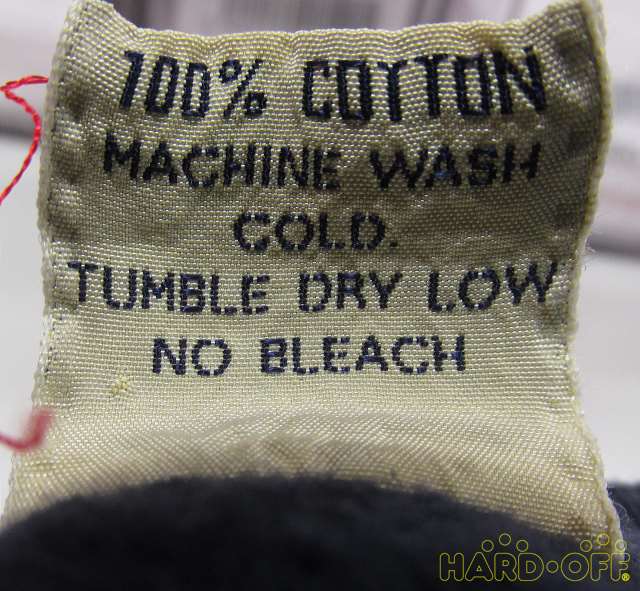 100% COTTON
MACHINE WASH
COLD.
TUMBLE DRY LOW
NO BLEACH
HARD·OFF®